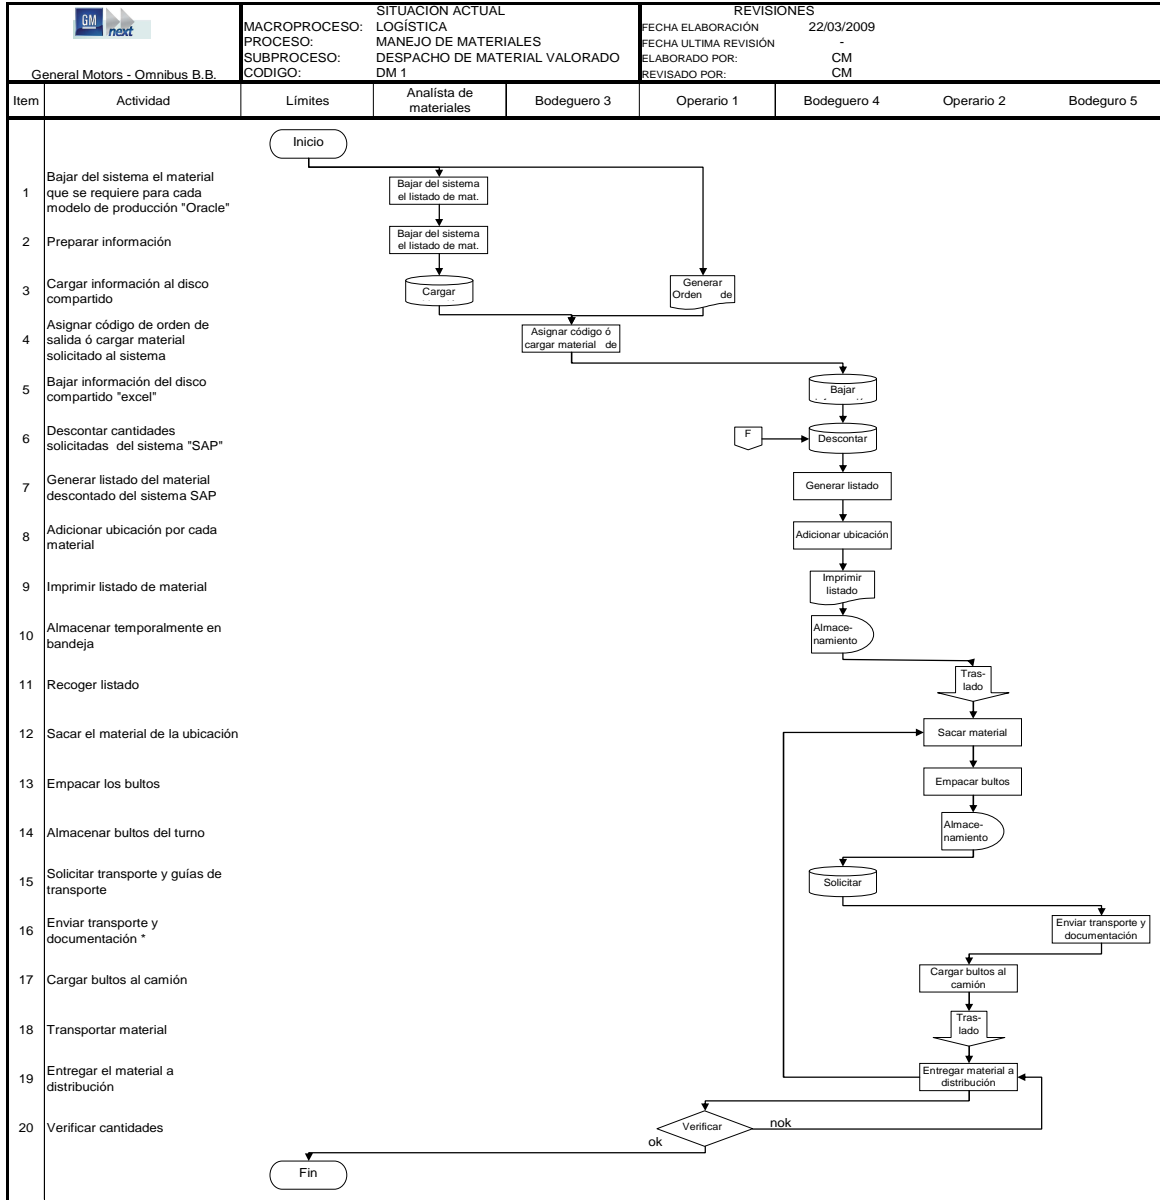 GM
next
General Motors - Omnibus B.B.
SITUACIÓN ACTUAL
MACROPROCESO: LOGÍSTICA
PROCESO: MANEJO DE MATERIALES
SUBPROCESO: DESPACHO DE MATERIAL VALORADO
CODIGO: DM 1
REVISIONES
FECHA ELABORACIÓN 22/03/2009
FECHA ULTIMA REVISIÓN -
ELABORADO POR: CM
REVISADO POR: CM
Item Actividad Límites Analísta de materiales Bodeguero 3 Operario 1 Bodeguero 4 Operario 2 Bodeguro 5
Inicio
1 Bajar del sistema el material
que se requiere para cada
modelo de producción "Oracle"
Bajar del sistema
el listado de mat.
2 Preparar información
Bajar del sistema
el listado de mat.
3 Cargar información al disco
compartido
Cargar
Generar
Orden de
4 Asignar código de orden de
salida ó cargar material
solicitado al sistema
Asignar código ó
cargar material de
5 Bajar información del disco
compartido "excel"
Bajar
6 Descontar cantidades
solicitadas del sistema "SAP"
F
Descontar
7 Generar listado del material
descontado del sistema SAP
Generar listado
8 Adicionar ubicación por cada
material
Adicionar ubicación
9 Imprimir listado de material
Imprimir
listado
10 Almacenar temporalmente en
bandeja
Almace-
namiento
11 Recoger listado
Tras-
lado
12 Sacar el material de la ubicación
Sacar material
13 Empacar los bultos
Empacar bultos
14 Almacenar bultos del turno
Almace-
namiento
15 Solicitar transporte y guías de
transporte
Solicitar
16 Enviar transporte y
documentación *
Enviar transporte y
documentación
17 Cargar bultos al camión
Cargar bultos al
camión
18 Transportar material
Tras-
lado
19 Entregar el material a
distribución
Entregar material a
distribución
20 Verificar cantidades
Verificar
nok
ok
Fin